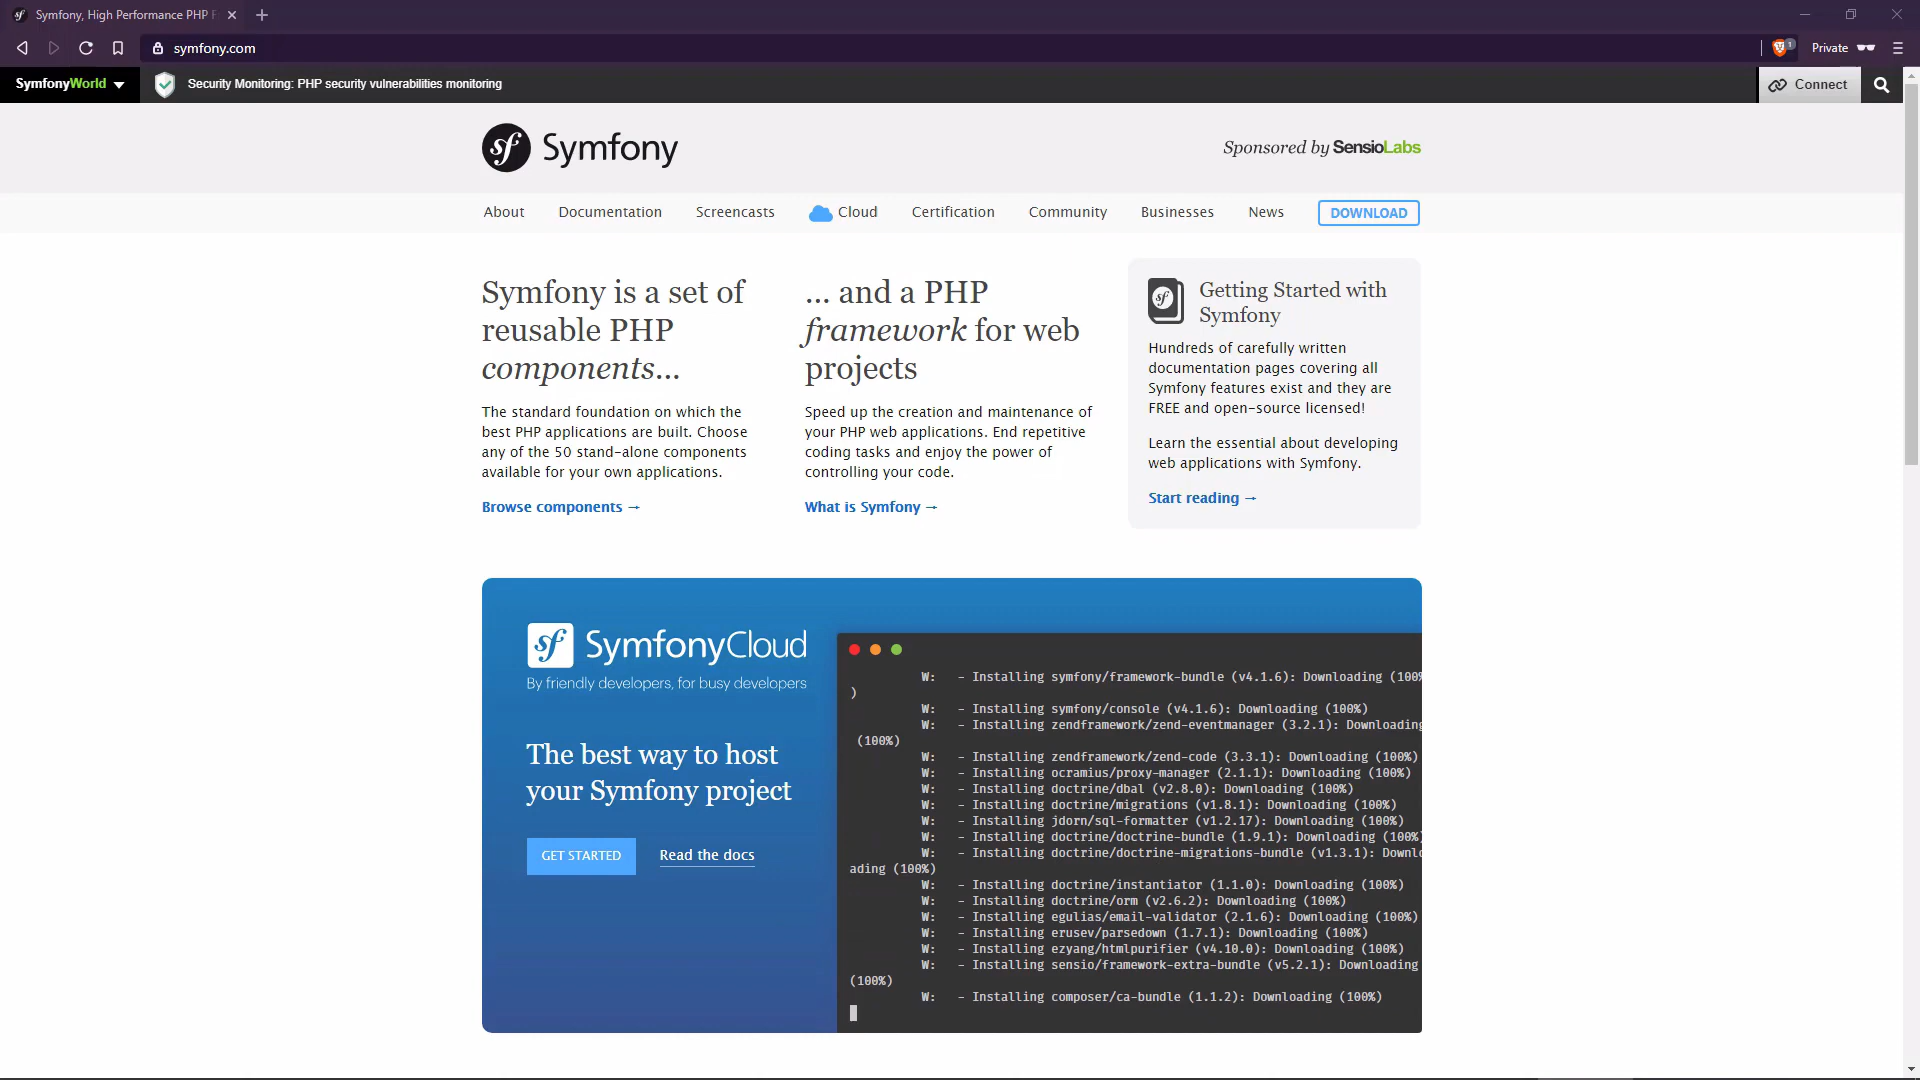 Symfony, High Performance PHP F
symfony.com
1
Private
SymfonyWorld
Security Monitoring: PHP security vulnerabilities monitoring
Connect
sf Symfony
Sponsored by SensioLabs
About
Documentation
Screencasts
Cloud
Certification
Community
Businesses
News
DOWNLOAD
Symfony is a set of
reusable PHP
components...
The standard foundation on which the
best PHP applications are built. Choose
any of the 50 stand-alone components
available for your own applications.
Browse components →
... and a PHP
framework for web
projects
Speed up the creation and maintenance of
your PHP web applications. End repetitive
coding tasks and enjoy the power of
controlling your code.
What is Symfony →
sf
Getting Started with
Symfony
Hundreds of carefully written
documentation pages covering all
Symfony features exist and they are
FREE and open-source licensed!
Learn the essential about developing
web applications with Symfony.
Start reading →
sf SymfonyCloud
By friendly developers, for busy developers
The best way to host
your Symfony project
GET STARTED
Read the docs
W: - Installing symfony/framework-bundle (v4.1.6): Downloading (100%
)
W: - Installing symfony/console (v4.1.6): Downloading (100%)
W: - Installing zendframework/zend-eventmanager (3.2.1): Downloading
(100%)
W: - Installing zendframework/zend-code (3.3.1): Downloading (100%)
W: - Installing ocramius/proxy-manager (2.1.1): Downloading (100%)
W: - Installing doctrine/dbal (v2.8.0): Downloading (100%)
W: - Installing doctrine/migrations (v1.8.1): Downloading (100%)
W: - Installing jdorn/sql-formatter (v1.2.17): Downloading (100%)
W: - Installing doctrine/doctrine-bundle (1.9.1): Downloading (100%)
W: - Installing doctrine/doctrine-migrations-bundle (v1.3.1): Downlo
ading (100%)
W: - Installing doctrine/instantiator (1.1.0): Downloading (100%)
W: - Installing doctrine/orm (v2.6.2): Downloading (100%)
W: - Installing egulias/email-validator (2.1.6): Downloading (100%)
W: - Installing erusev/parsedown (1.7.1): Downloading (100%)
W: - Installing ezyang/htmlpurifier (v4.10.0): Downloading (100%)
W: - Installing sensio/framework-extra-bundle (v5.2.1): Downloading
(100%)
W: - Installing composer/ca-bundle (1.1.2): Downloading (100%)